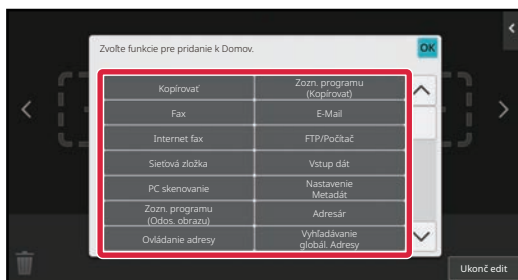 Zvoľte funkcie pre pridanie k Domov.
OK
Kopírovať
Zozn. programu
(Kopírovať)
Fax
E-Mail
Internet fax
FTP/Počítač
Sieťová zložka
Vstup dát
PC skenovanie
Nastavenie
Metadát
Zozn. programu
(Odos. obrazu)
Adresár
Ovládanie adresy
Vyhľadávanie
globál. Adresy
Ukonč edit